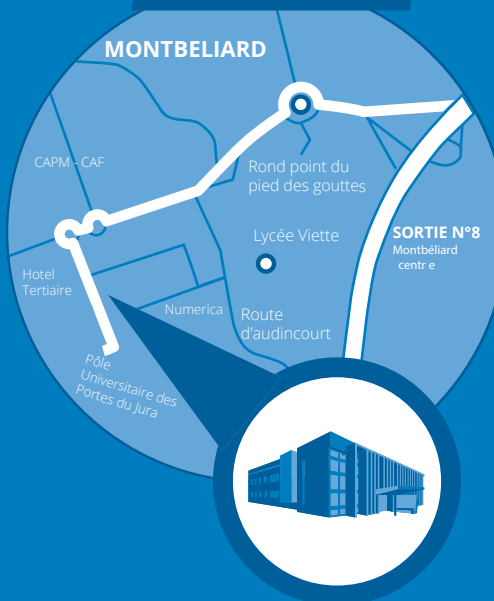 MONTBELIARD
CAPM - CAF
Rond point du
pied des gouttes
Lycée Viette
SORTIE N°8
Montbéliard
centr e
Hotel
Tertiaire
Numerica
Route
d'audincourt
Pôle
Universitaire des
Portes du Jura